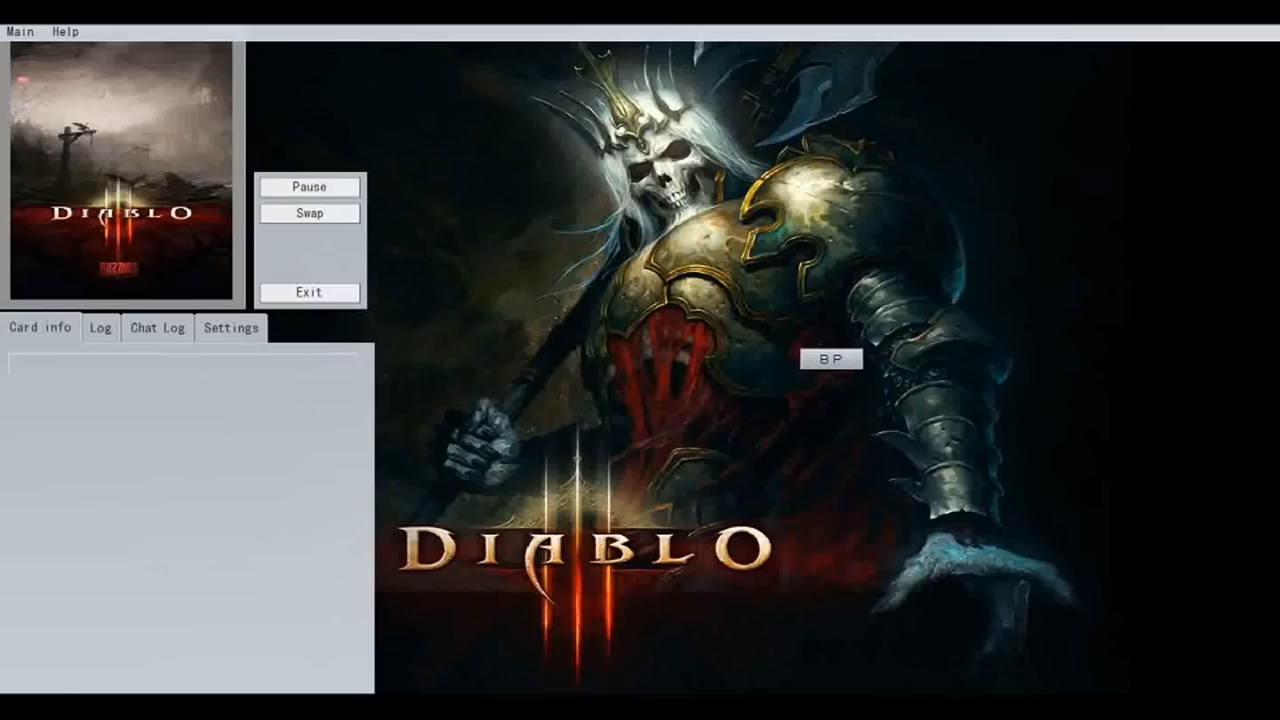 Main Help
DIABLO
Pause
Swap
Exit
Card info Log Chat Log Settings
BP
DIABLO